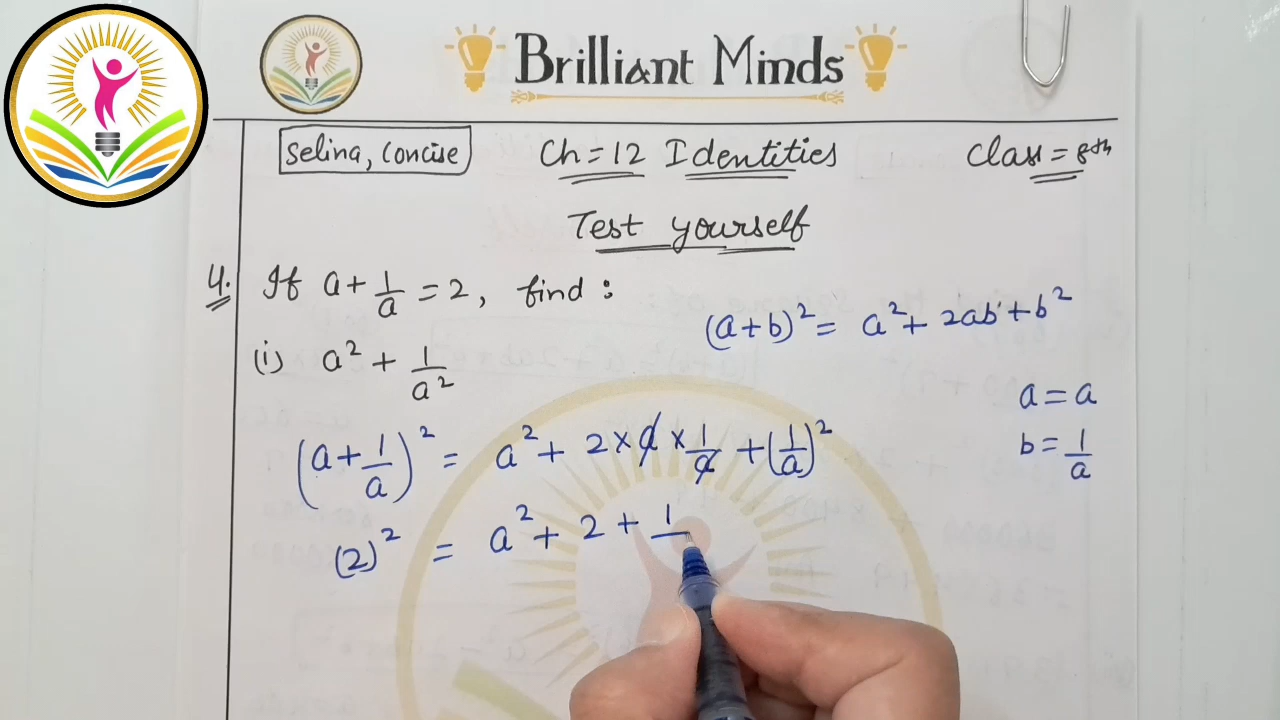 Brilliant Minds
Selina, Concise Ch = 12 Identities Class = 8th
Test yourself
4. If a + 1/a = 2, find :
(a+b)² = a² + 2ab + b²
(i) a² + 1/a²
a = a
b = 1/a
(a + 1/a)² = a² + 2 × a × 1/a + (1/a)²
(2)² = a² + 2 + 1